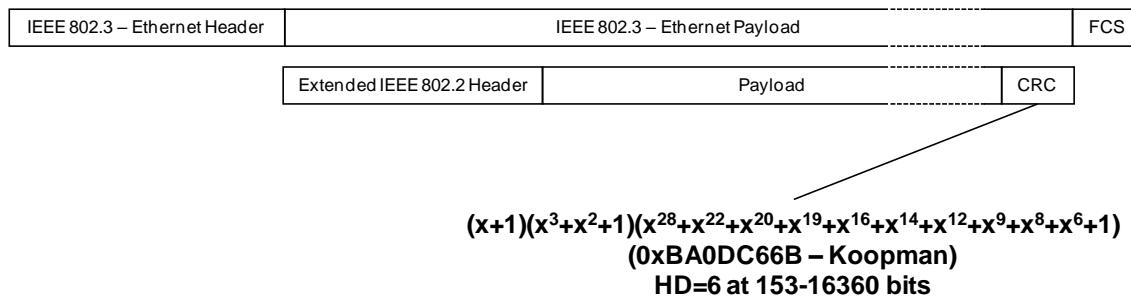 IEEE 802.3 – Ethernet Header IEEE 802.3 – Ethernet Payload FCS
Extended IEEE 802.2 Header Payload CRC
(x+1)(x³+x²+1)(x²⁸+x²²+x²⁰+x¹⁹+x¹⁶+x¹⁴+x¹²+x⁹+x⁸+x⁶+1)
(0xBA0DC66B – Koopman)
HD=6 at 153-16360 bits